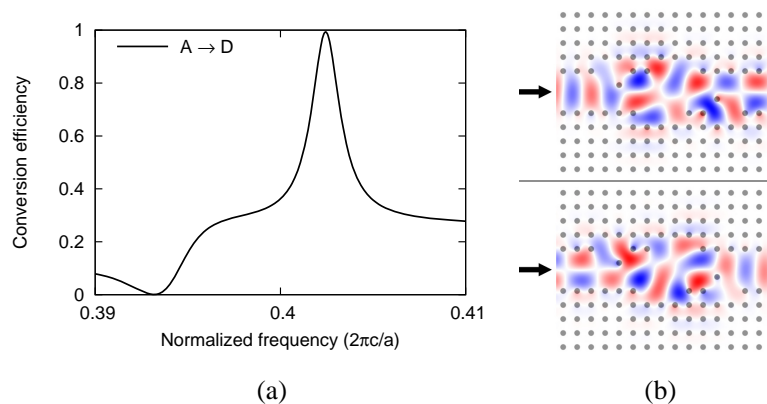 1
0.8
0.6
0.4
0.2
0
A → D
Conversion efficiency
0.39
0.4
0.41
Normalized frequency (2πc/a)
(a)
(b)